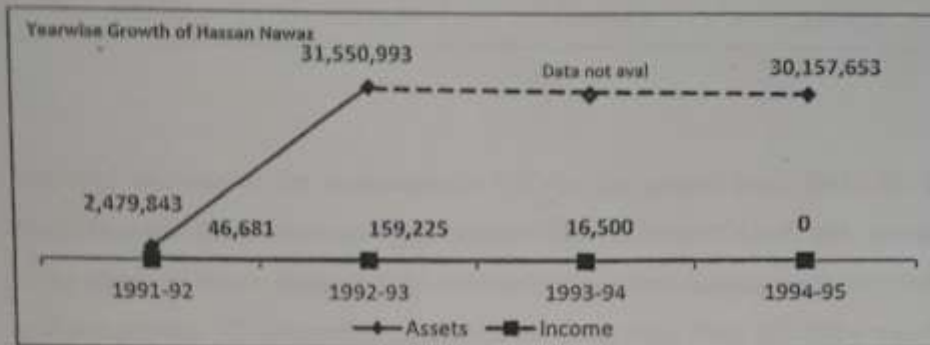 Yearwise Growth of Hassan Nawaz
31,550,993
Data not aval
30,157,653
2,479,843
46,681
159,225
16,500
0
1991-92
1992-93
1993-94
1994-95
Assets
Income